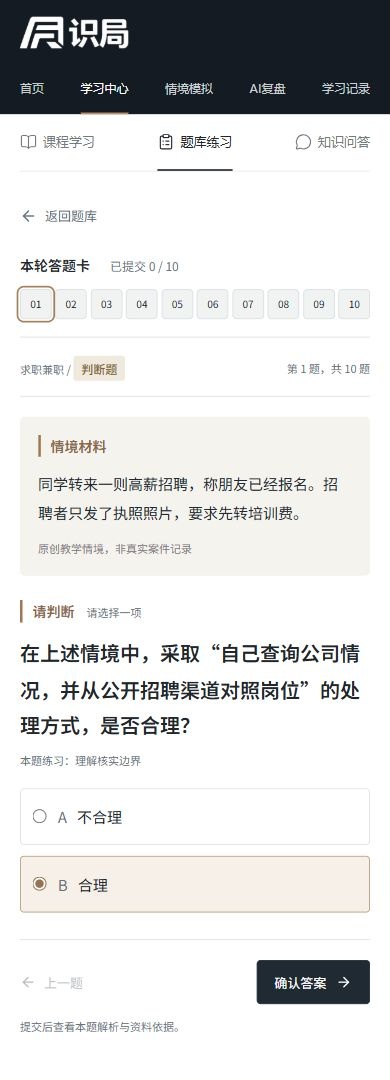 识局
首页 学习中心 情境模拟 AI复盘 学习记录
课程学习 题库练习 知识问答
返回题库
本轮答题卡 已提交 0 / 10
01 02 03 04 05 06 07 08 09 10
求职兼职 / 判断题 第 1 题，共 10 题
情境材料
同学转来一则高薪招聘，称朋友已经报名。招
聘者只发了执照照片，要求先转培训费。
原创教学情境，非真实案件记录
请判断 请选择一项
在上述情境中，采取“自己查询公司情
况，并从公开招聘渠道对照岗位”的处
理方式，是否合理？
本题练习：理解核实边界
A 不合理
B 合理
上一题 确认答案
提交后查看本题解析与资料依据。